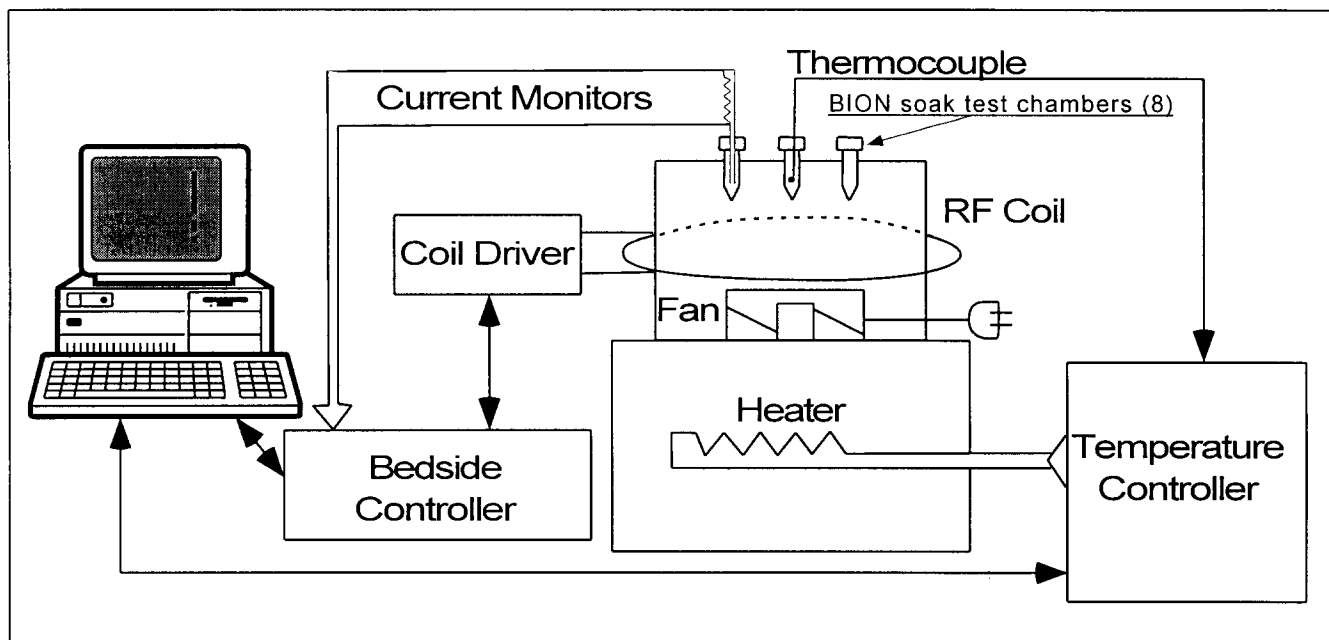 Thermocouple
Current Monitors
BION soak test chambers (8)
RF Coil
Coil Driver
Fan
Heater
Temperature
Controller
Bedside
Controller